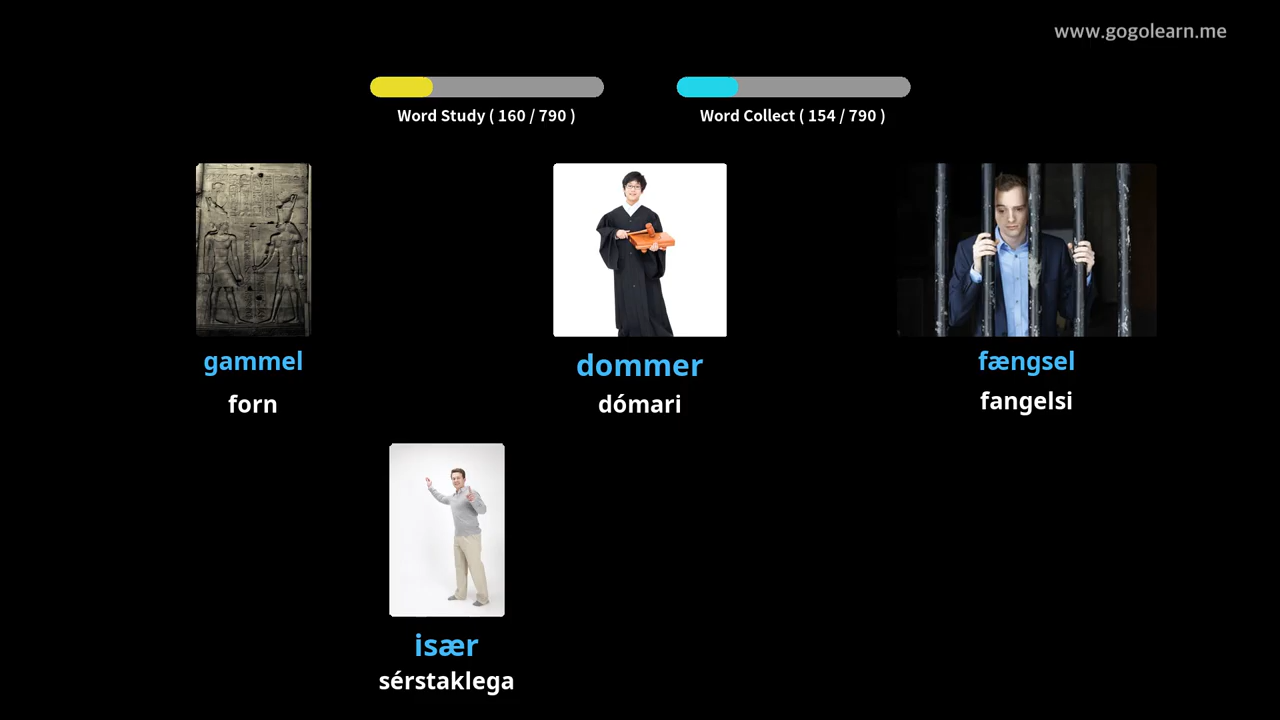 www.gogolearn.me
Word Study ( 160 / 790 )
Word Collect ( 154 / 790 )
gammel
forn
dommer
dómari
fængsel
fangelsi
især
sérstaklega